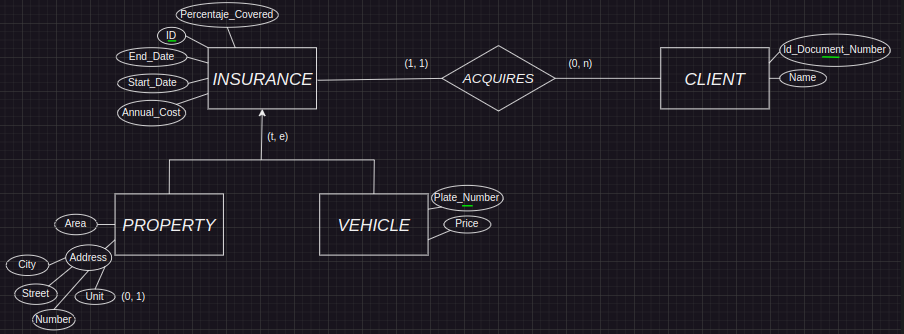 Percentaje_Covered
ID
End_Date
Start_Date
Annual_Cost
INSURANCE
(1, 1)
ACQUIRES
(0, n)
CLIENT
Id_Document_Number
Name
(t, e)
PROPERTY
VEHICLE
Plate_Number
Price
Area
Address
City
Street
Number
Unit
(0, 1)